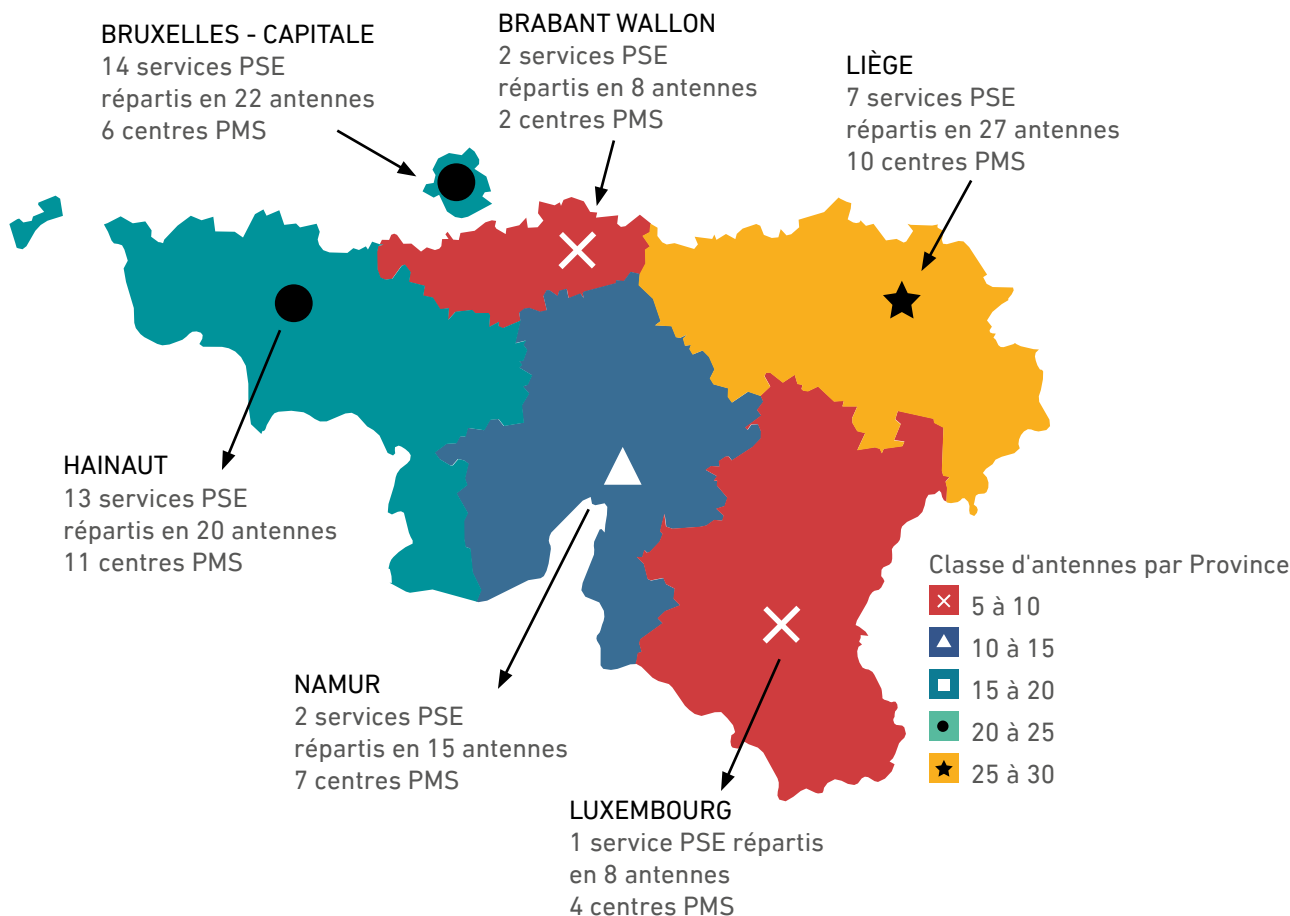 BRUXELLES - CAPITALE
14 services PSE
répartis en 22 antennes
6 centres PMS
BRABANT WALLON
2 services PSE
répartis en 8 antennes
2 centres PMS
LIÈGE
7 services PSE
répartis en 27 antennes
10 centres PMS
HAINAUT
13 services PSE
répartis en 20 antennes
11 centres PMS
NAMUR
2 services PSE
répartis en 15 antennes
7 centres PMS
LUXEMBOURG
1 service PSE répartis
en 8 antennes
4 centres PMS
Classe d'antennes par Province
5 à 10
10 à 15
15 à 20
20 à 25
25 à 30